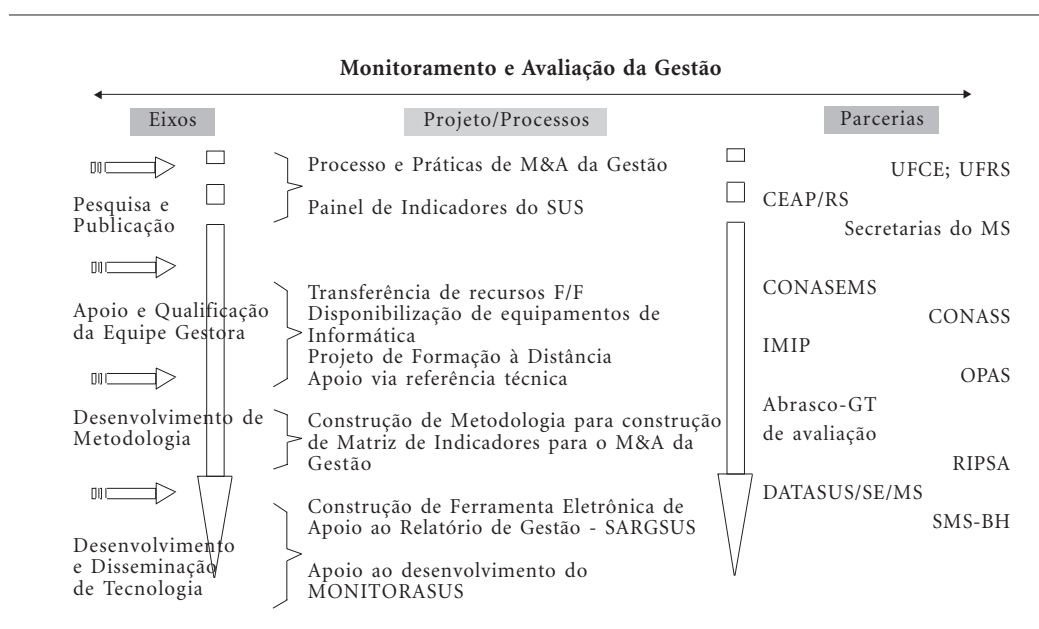 Monitoramento e Avaliação da Gestão
Eixos
Projeto/Processos
Parcerias
Pesquisa e
Publicação
Apoio e Qualificação
da Equipe Gestora
Desenvolvimento de
Metodologia
Desenvolvimento
e Disseminação
de Tecnologia
Processo e Práticas de M&A da Gestão
Painel de Indicadores do SUS
Transferência de recursos F/F
Disponibilização de equipamentos de
Informática
Projeto de Formação à Distância
Apoio via referência técnica
Construção de Metodologia para construção
de Matriz de Indicadores para o M&A da
Gestão
Construção de Ferramenta Eletrônica de
Apoio ao Relatório de Gestão - SARGSUS
Apoio ao desenvolvimento do
MONITORASUS
UFCE; UFRS
CEAP/RS
Secretarias do MS
CONASEMS
CONASS
IMIP
OPAS
Abrasco-GT
de avaliação
RIPSA
DATASUS/SE/MS
SMS-BH